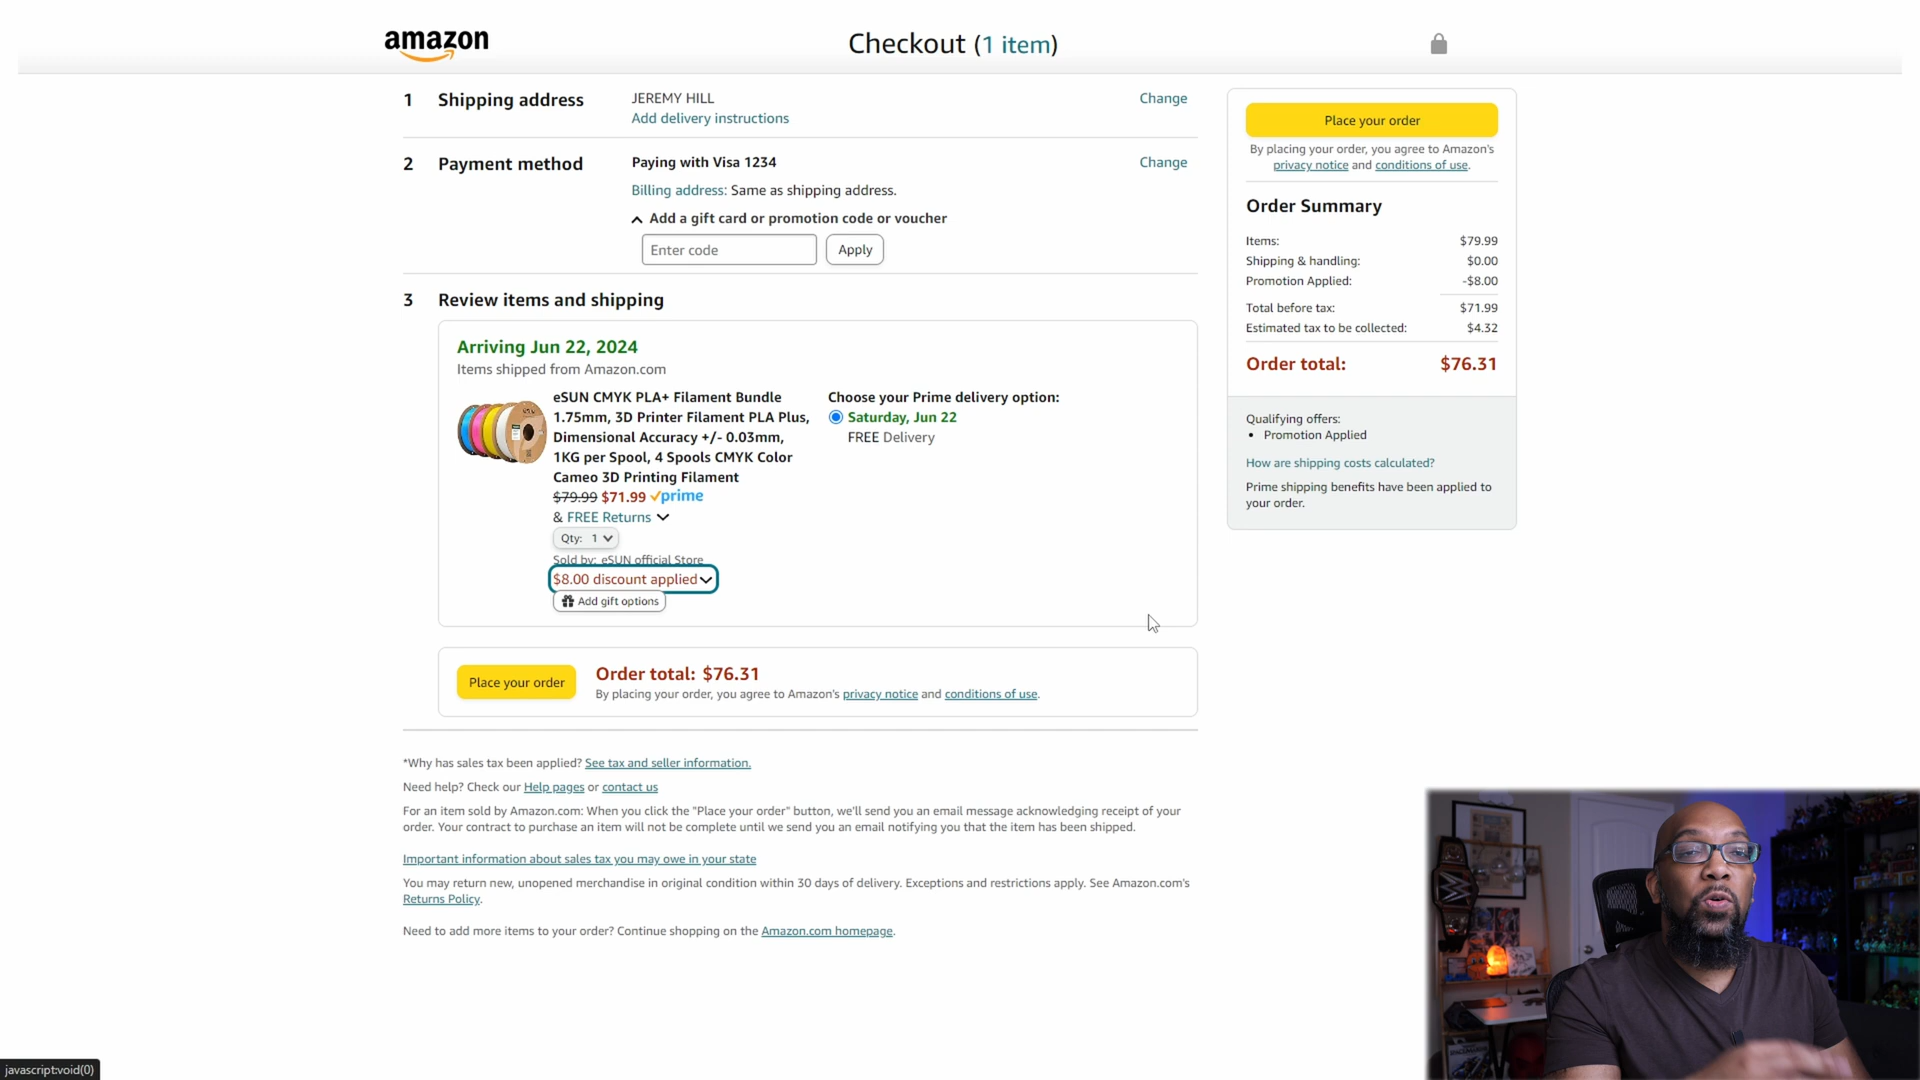 amazon
Checkout (1 item)
1 Shipping address
JEREMY HILL
Change
Add delivery instructions
2 Payment method
Paying with Visa 1234
Change
Billing address: Same as shipping address.
Add a gift card or promotion code or voucher
Enter code
Apply
3 Review items and shipping
Arriving Jun 22, 2024
Items shipped from Amazon.com
eSUN CMYK PLA+ Filament Bundle
1.75mm, 3D Printer Filament PLA Plus,
Dimensional Accuracy +/- 0.03mm,
1KG per Spool, 4 Spools CMYK Color
Cameo 3D Printing Filament
$79.99 $71.99 prime
& FREE Returns
Qty: 1
Sold by: eSUN official Store
$8.00 discount applied
Add gift options
Choose your Prime delivery option:
Saturday, Jun 22
FREE Delivery
Place your order
Order total: $76.31
By placing your order, you agree to Amazon's privacy notice and conditions of use.
*Why has sales tax been applied? See tax and seller information.
Need help? Check our Help pages or contact us
For an item sold by Amazon.com: When you click the "Place your order" button, we'll send you an email message acknowledging receipt of your
order. Your contract to purchase an item will not be complete until we send you an email notifying you that the item has been shipped.
Important information about sales tax you may owe in your state
You may return new, unopened merchandise in original condition within 30 days of delivery. Exceptions and restrictions apply. See Amazon.com's
Returns Policy.
Need to add more items to your order? Continue shopping on the Amazon.com homepage.
Place your order
By placing your order, you agree to Amazon's
privacy notice and conditions of use.
Order Summary
Items: $79.99
Shipping & handling: $0.00
Promotion Applied: -$8.00
Total before tax: $71.99
Estimated tax to be collected: $4.32
Order total: $76.31
Qualifying offers:
• Promotion Applied
How are shipping costs calculated?
Prime shipping benefits have been applied to
your order.
javascript:void(0)